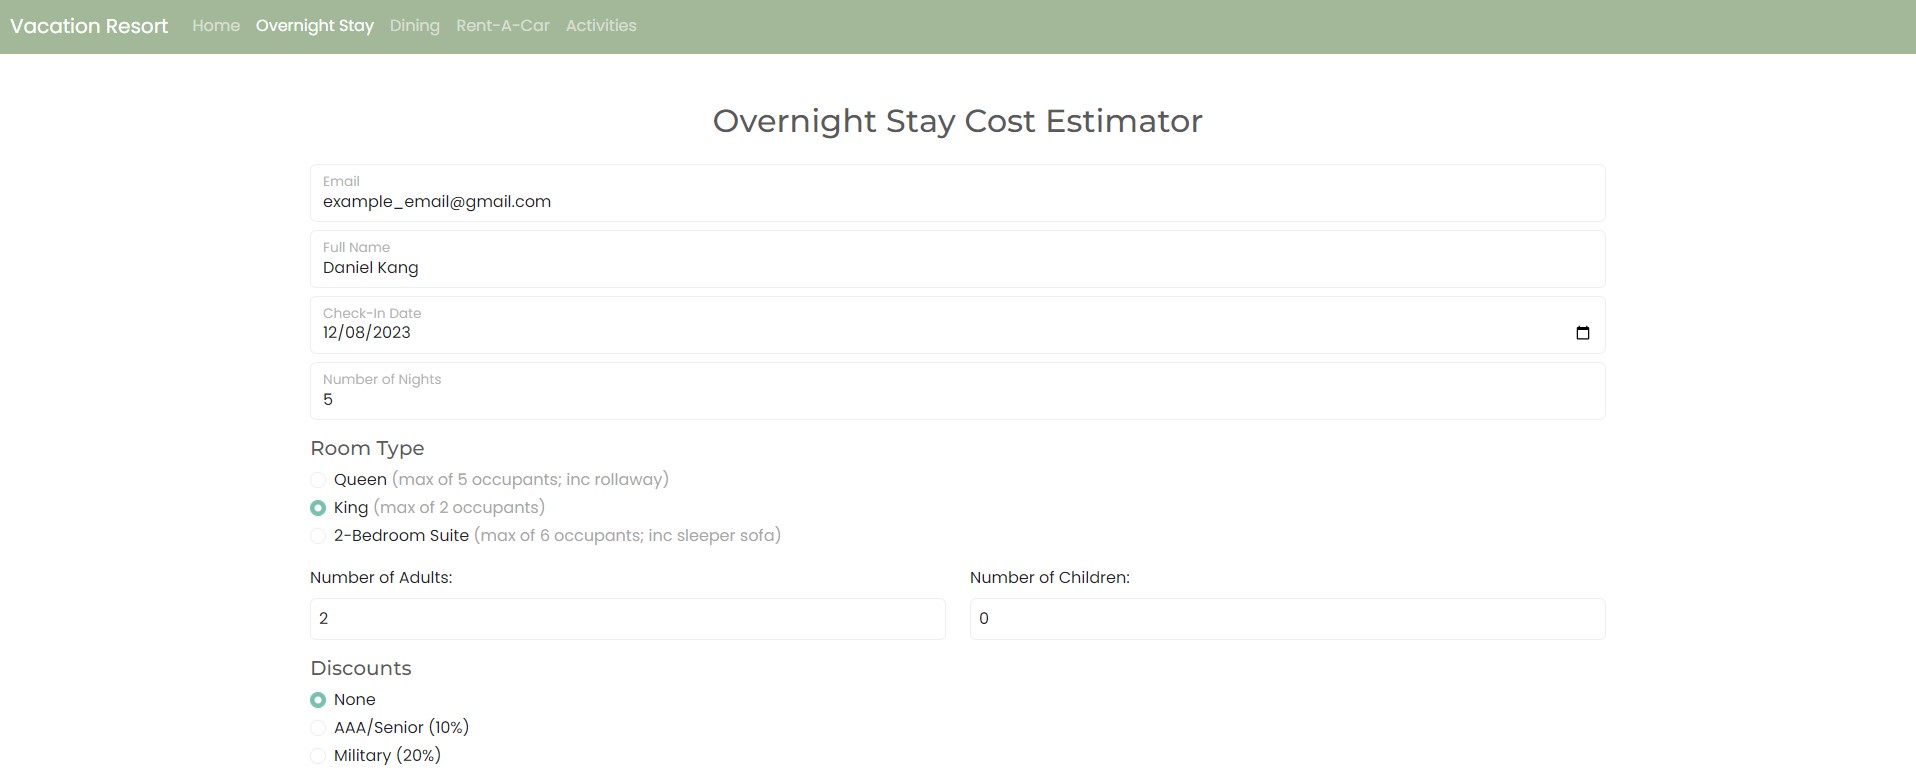 Vacation Resort Home Overnight Stay Dining Rent-A-Car Activities
Overnight Stay Cost Estimator
Email
example_email@gmail.com
Full Name
Daniel Kang
Check-In Date
12/08/2023
Number of Nights
5
Room Type
Queen (max of 5 occupants; inc rollaway)
King (max of 2 occupants)
2-Bedroom Suite (max of 6 occupants; inc sleeper sofa)
Number of Adults: Number of Children:
2 0
Discounts
None
AAA/Senior (10%)
Military (20%)